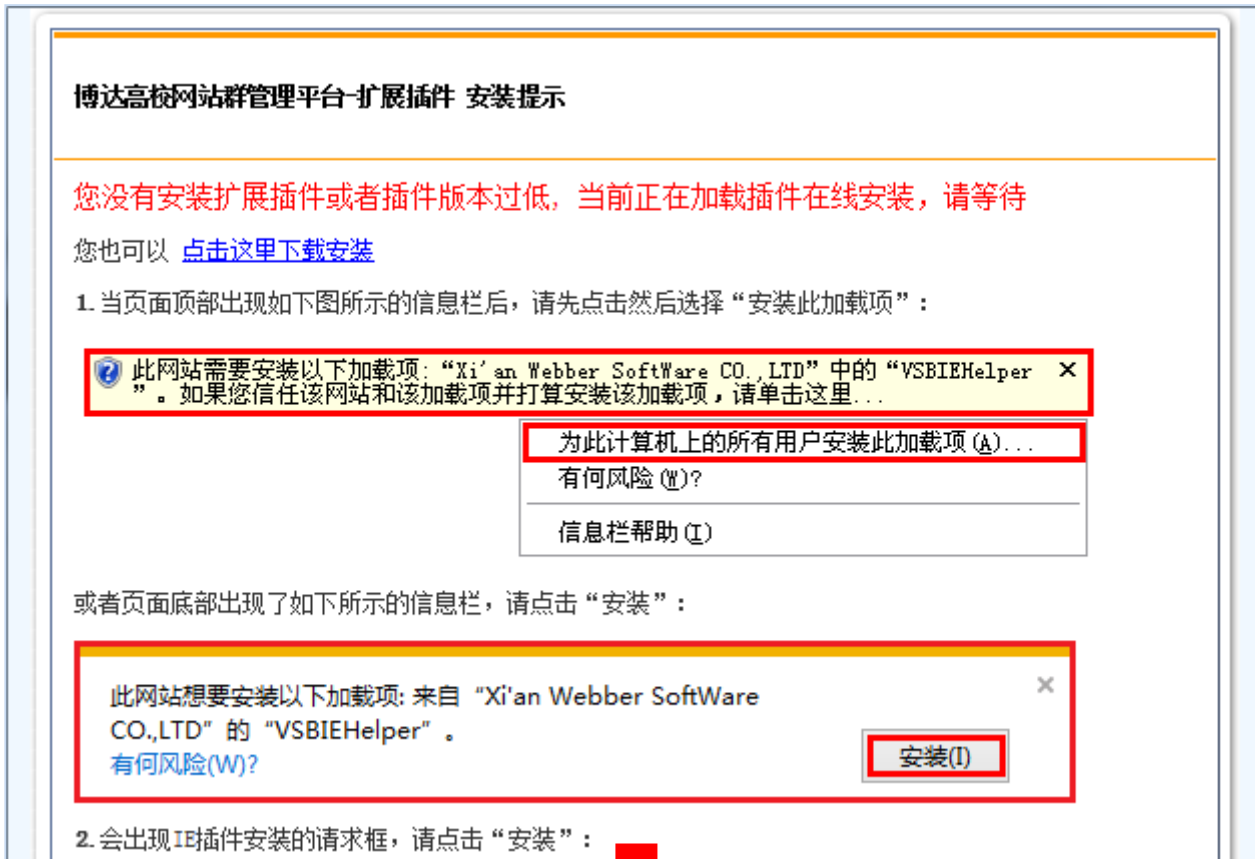 博达高校网站群管理平台-扩展插件 安装提示
您没有安装扩展插件或者插件版本过低，当前正在加载插件在线安装，请等待
您也可以 点击这里下载安装
1. 当页面顶部出现如下图所示的信息栏后，请先点击然后选择“安装此加载项”：
此网站需要安装以下加载项：“Xi'an Webber SoftWare CO.,LTD”中的“VSBIEHelper
”。如果您信任该网站和该加载项并打算安装该加载项，请单击这里...
为此计算机上的所有用户安装此加载项(A)...
有何风险(W)?
信息栏帮助(I)
或者页面底部出现了如下所示的信息栏，请点击“安装”：
此网站想要安装以下加载项: 来自“Xi'an Webber SoftWare
CO.,LTD”的“VSBIEHelper”。
有何风险(W)?
安装(I)
2. 会出现IE插件安装的请求框，请点击“安装”：